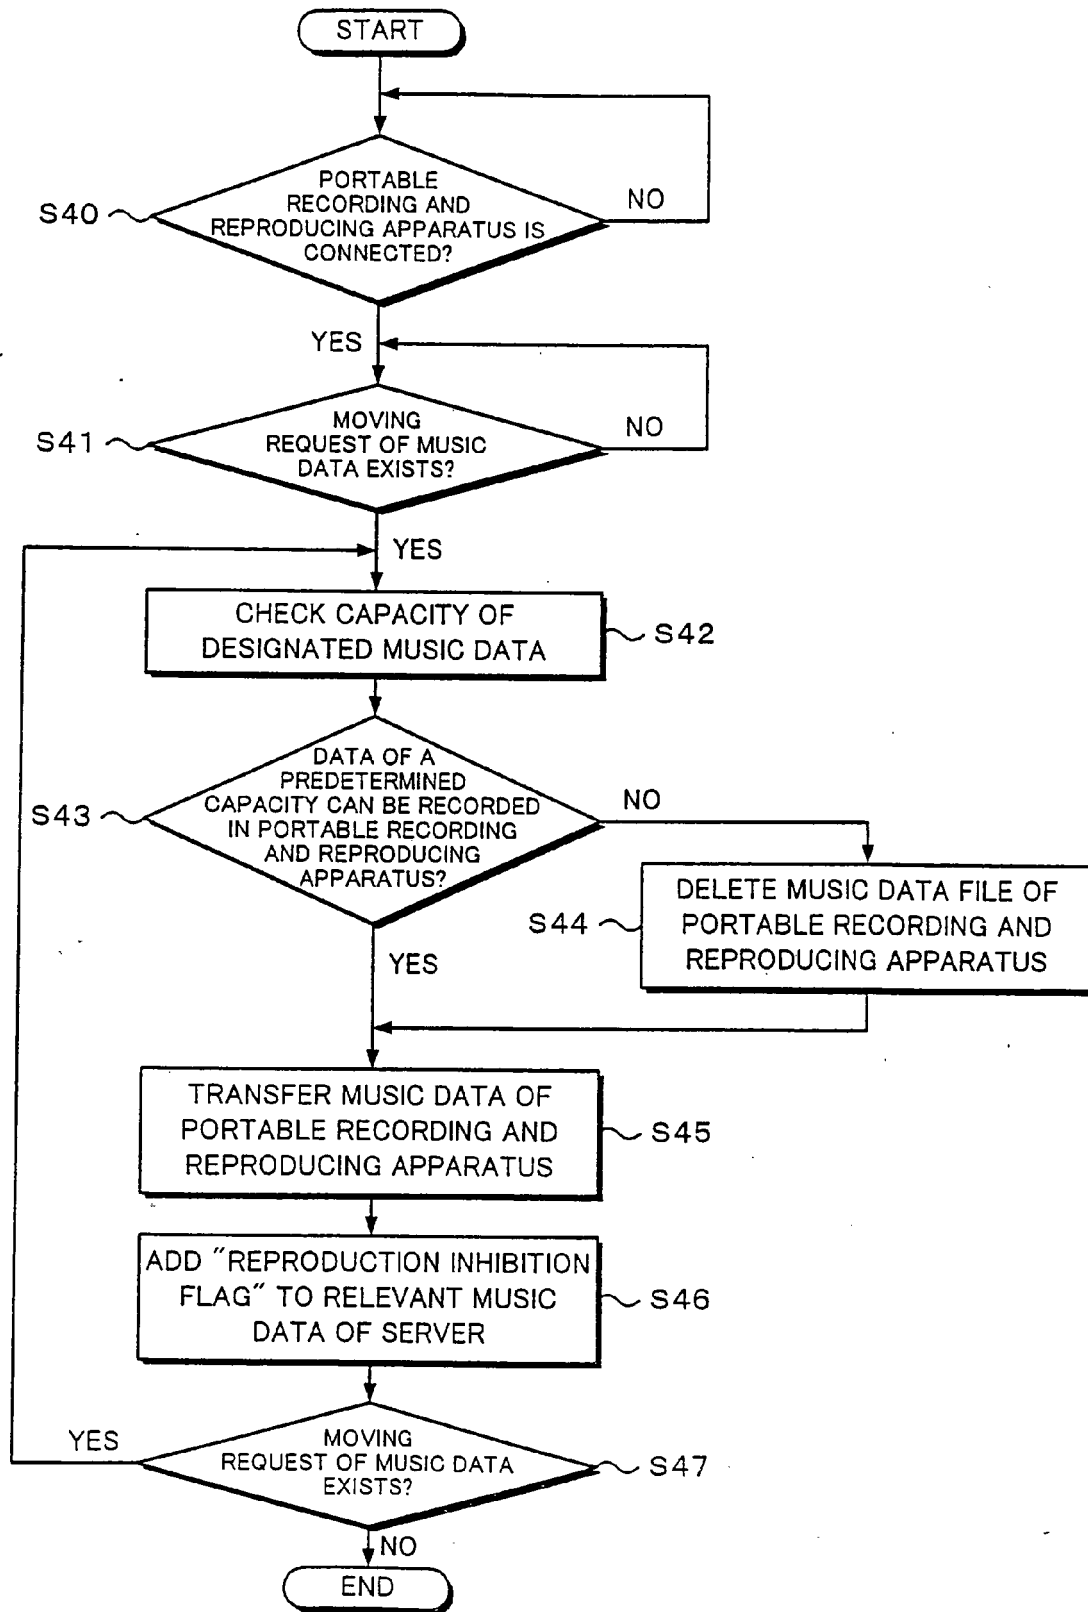 START
PORTABLE
RECORDING AND
REPRODUCING APPARATUS IS
CONNECTED?
S40
NO
YES
MOVING
REQUEST OF MUSIC
DATA EXISTS?
S41
NO
YES
CHECK CAPACITY OF
DESIGNATED MUSIC DATA
S42
DATA OF A
PREDETERMINED
CAPACITY CAN BE RECORDED
IN PORTABLE RECORDING
AND REPRODUCING
APPARATUS?
S43
NO
DELETE MUSIC DATA FILE OF
PORTABLE RECORDING AND
REPRODUCING APPARATUS
S44
YES
TRANSFER MUSIC DATA OF
PORTABLE RECORDING AND
REPRODUCING APPARATUS
S45
ADD "REPRODUCTION INHIBITION
FLAG" TO RELEVANT MUSIC
DATA OF SERVER
S46
YES
MOVING
REQUEST OF MUSIC DATA
EXISTS?
S47
NO
END